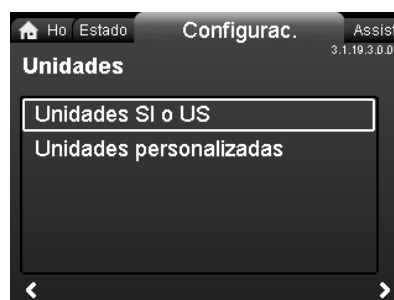 Ho Estado Configurac. Assist
3.1.19.3.0.0
Unidades
Unidades SI o US
Unidades personalizadas